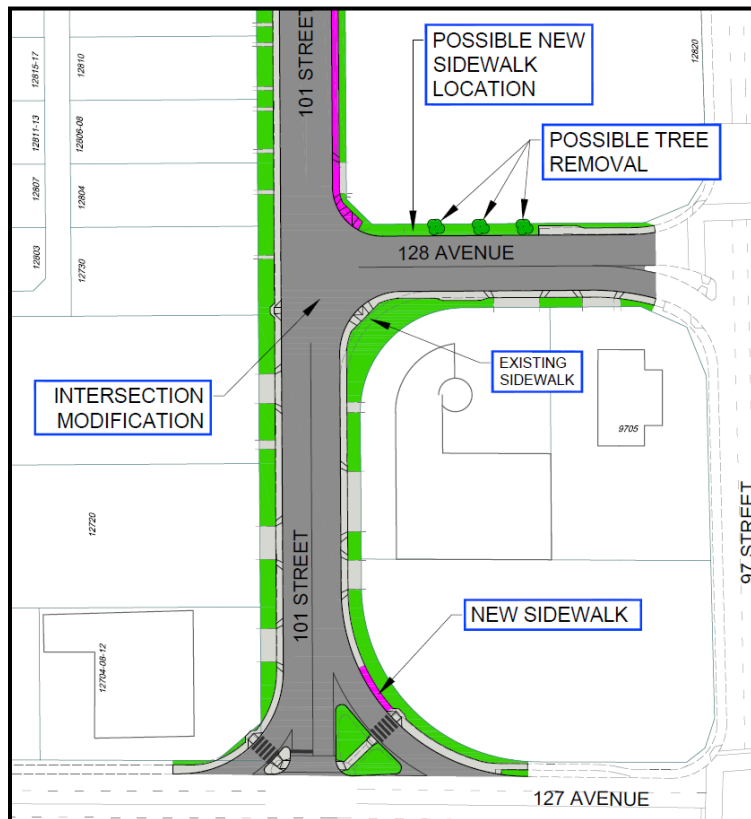 101 STREET
POSSIBLE NEW
SIDEWALK
LOCATION
12820
12815-17
12810
POSSIBLE TREE
REMOVAL
12811-13
12806-08
12807
12804
128 AVENUE
12803
12730
EXISTING
SIDEWALK
INTERSECTION
MODIFICATION
9705
97 STREET
12720
101 STREET
NEW SIDEWALK
12704-08-12
127 AVENUE